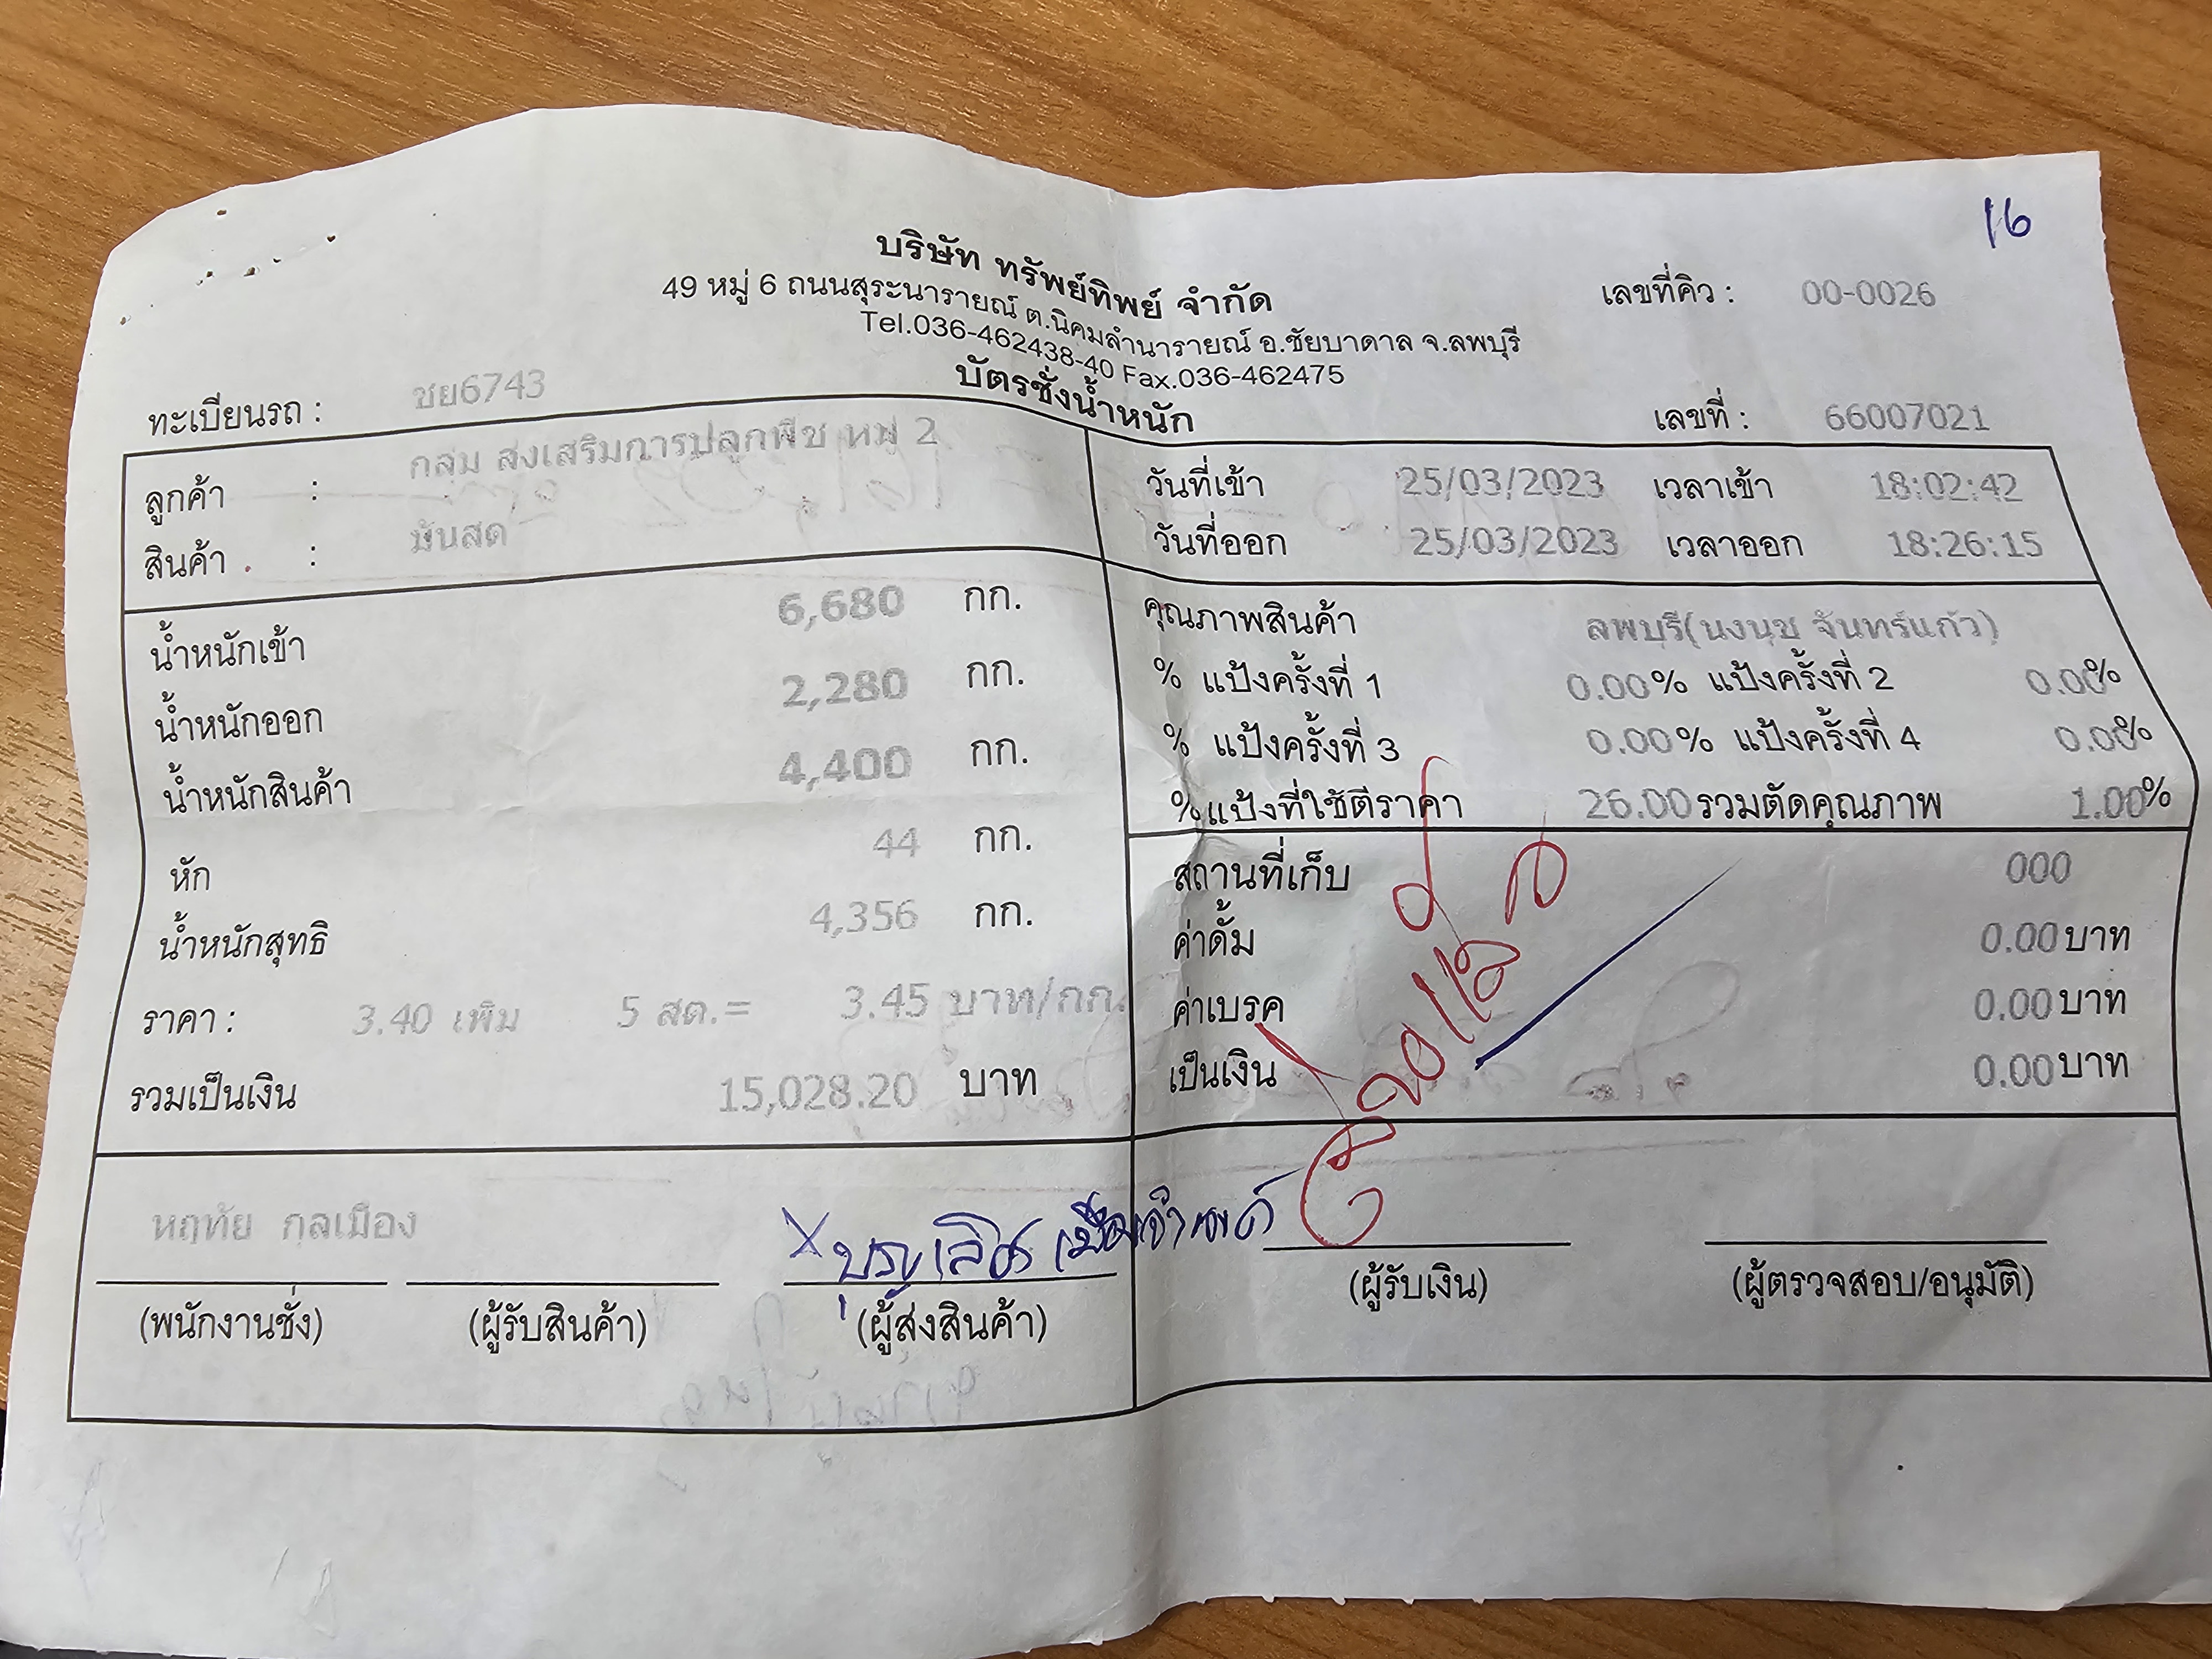 16
บริษัท ทรัพย์ทิพย์ จำกัด
49 หมู่ 6 ถนนสุระนารายณ์ ต.นิคมลำนารายณ์ อ.ชัยบาดาล จ.ลพบุรี
เลขที่คิว : 00-0026
Tel.036-462438-40 Fax.036-462475
บัตรชั่งน้ำหนัก
ทะเบียนรถ : ชย6743
เลขที่ : 66007021
ลูกค้า : กลุ่ม ส่งเสริมการปลูกพืช หมู่ 2
สินค้า : มันสด
วันที่เข้า 25/03/2023 เวลาเข้า 18:02:42
วันที่ออก 25/03/2023 เวลาออก 18:26:15
น้ำหนักเข้า 6,680 กก.
น้ำหนักออก 2,280 กก.
น้ำหนักสินค้า 4,400 กก.
หัก 44 กก.
น้ำหนักสุทธิ 4,356 กก.
ราคา : 3.40 เพิ่ม 5 สต.= 3.45 บาท/กก.
รวมเป็นเงิน 15,028.20 บาท
คุณภาพสินค้า ลพบุรี(นงนุช จันทร์แก้ว)
% แป้งครั้งที่ 1 0.00% แป้งครั้งที่ 2 0.00%
% แป้งครั้งที่ 3 0.00% แป้งครั้งที่ 4 0.00%
%แป้งที่ใช้ตีราคา 26.00 รวมตัดคุณภาพ 1.00%
สถานที่เก็บ 000
ค่าดั้ม 0.00 บาท
ค่าเบรค 0.00 บาท
เป็นเงิน 0.00 บาท
หฤทัย กลเมือง
X บุญเลิศ
(พนักงานชั่ง) (ผู้รับสินค้า) (ผู้ส่งสินค้า) (ผู้รับเงิน) (ผู้ตรวจสอบ/อนุมัติ)